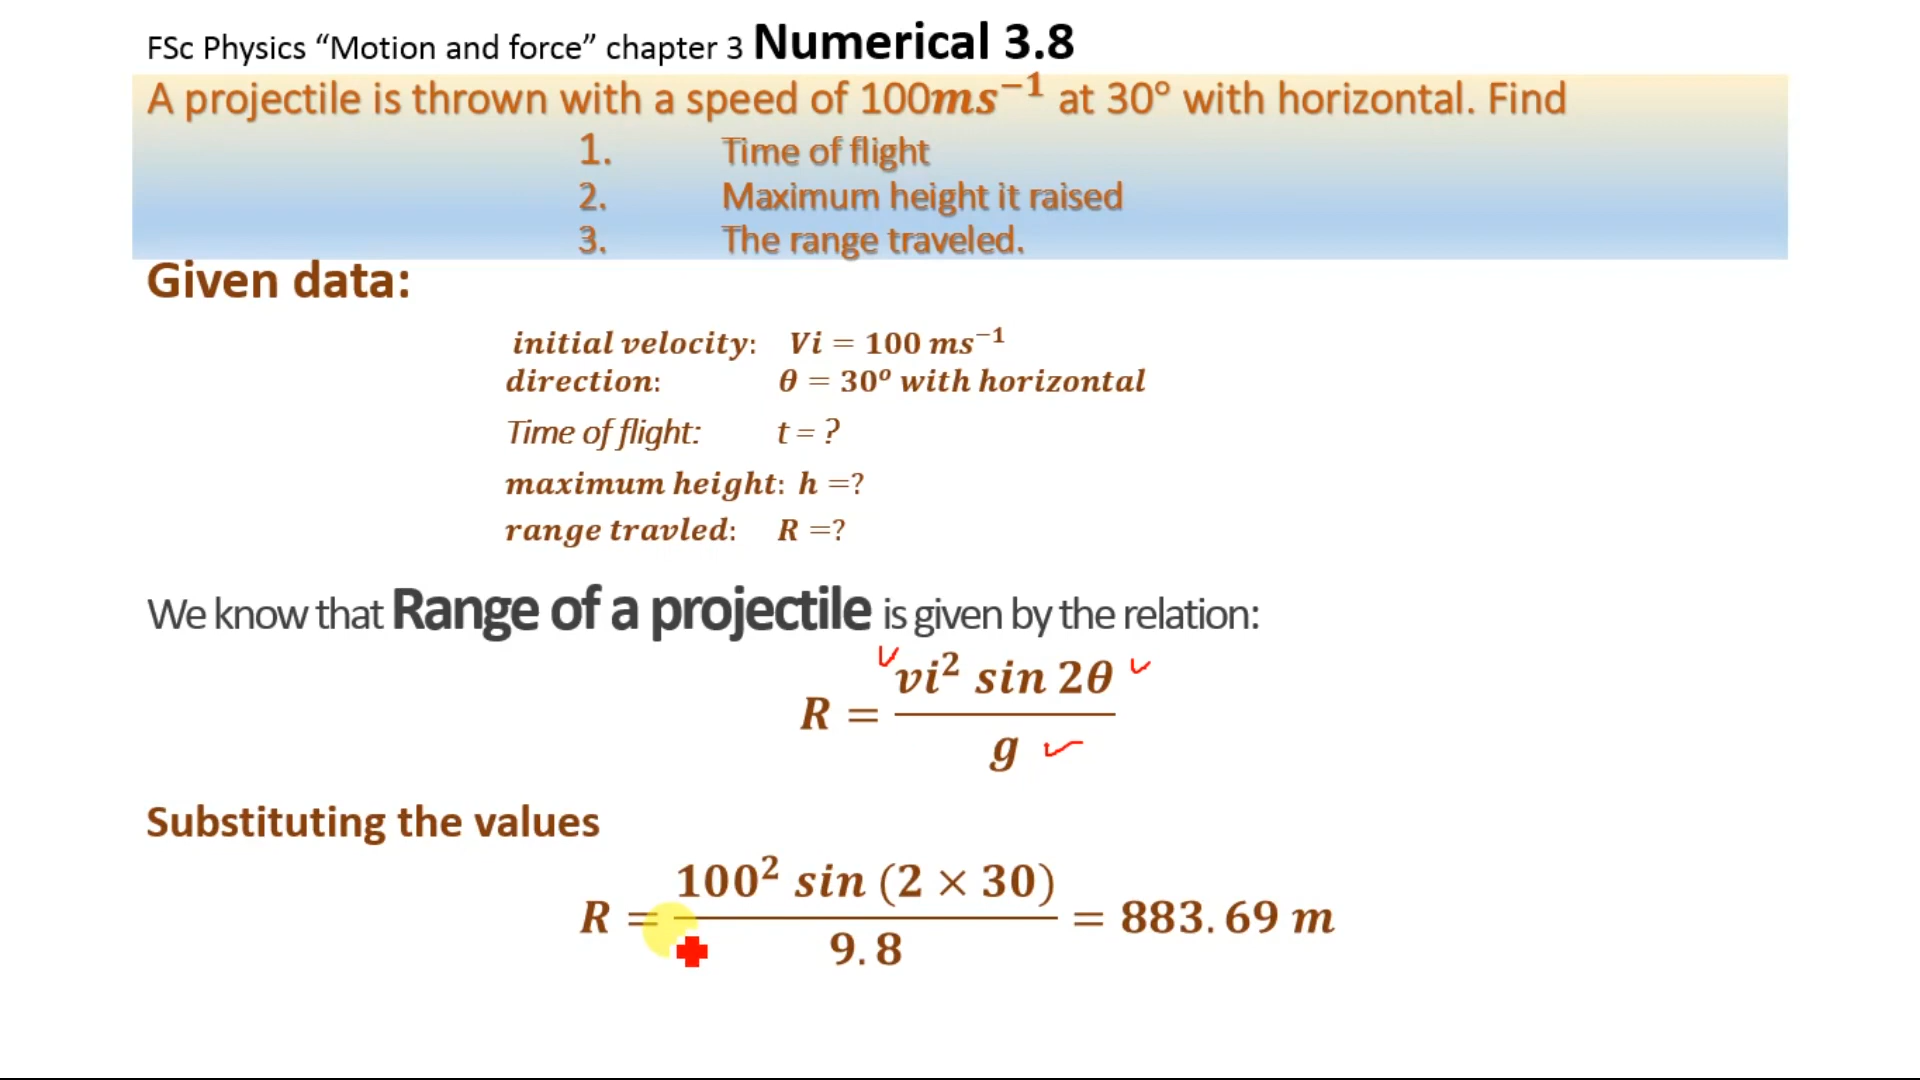 FSc Physics “Motion and force” chapter 3 Numerical 3.8
A projectile is thrown with a speed of 100ms⁻¹ at 30° with horizontal. Find
1. Time of flight
2. Maximum height it raised
3. The range traveled.
Given data:
initial velocity: Vi = 100 ms⁻¹
direction: θ = 30ᵒ with horizontal
Time of flight: t = ?
maximum height: h =?
range travled: R =?
We know that Range of a projectile is given by the relation:
R = vi² sin 2θ / g
Substituting the values
R = 100² sin (2 × 30) / 9.8 = 883.69 m